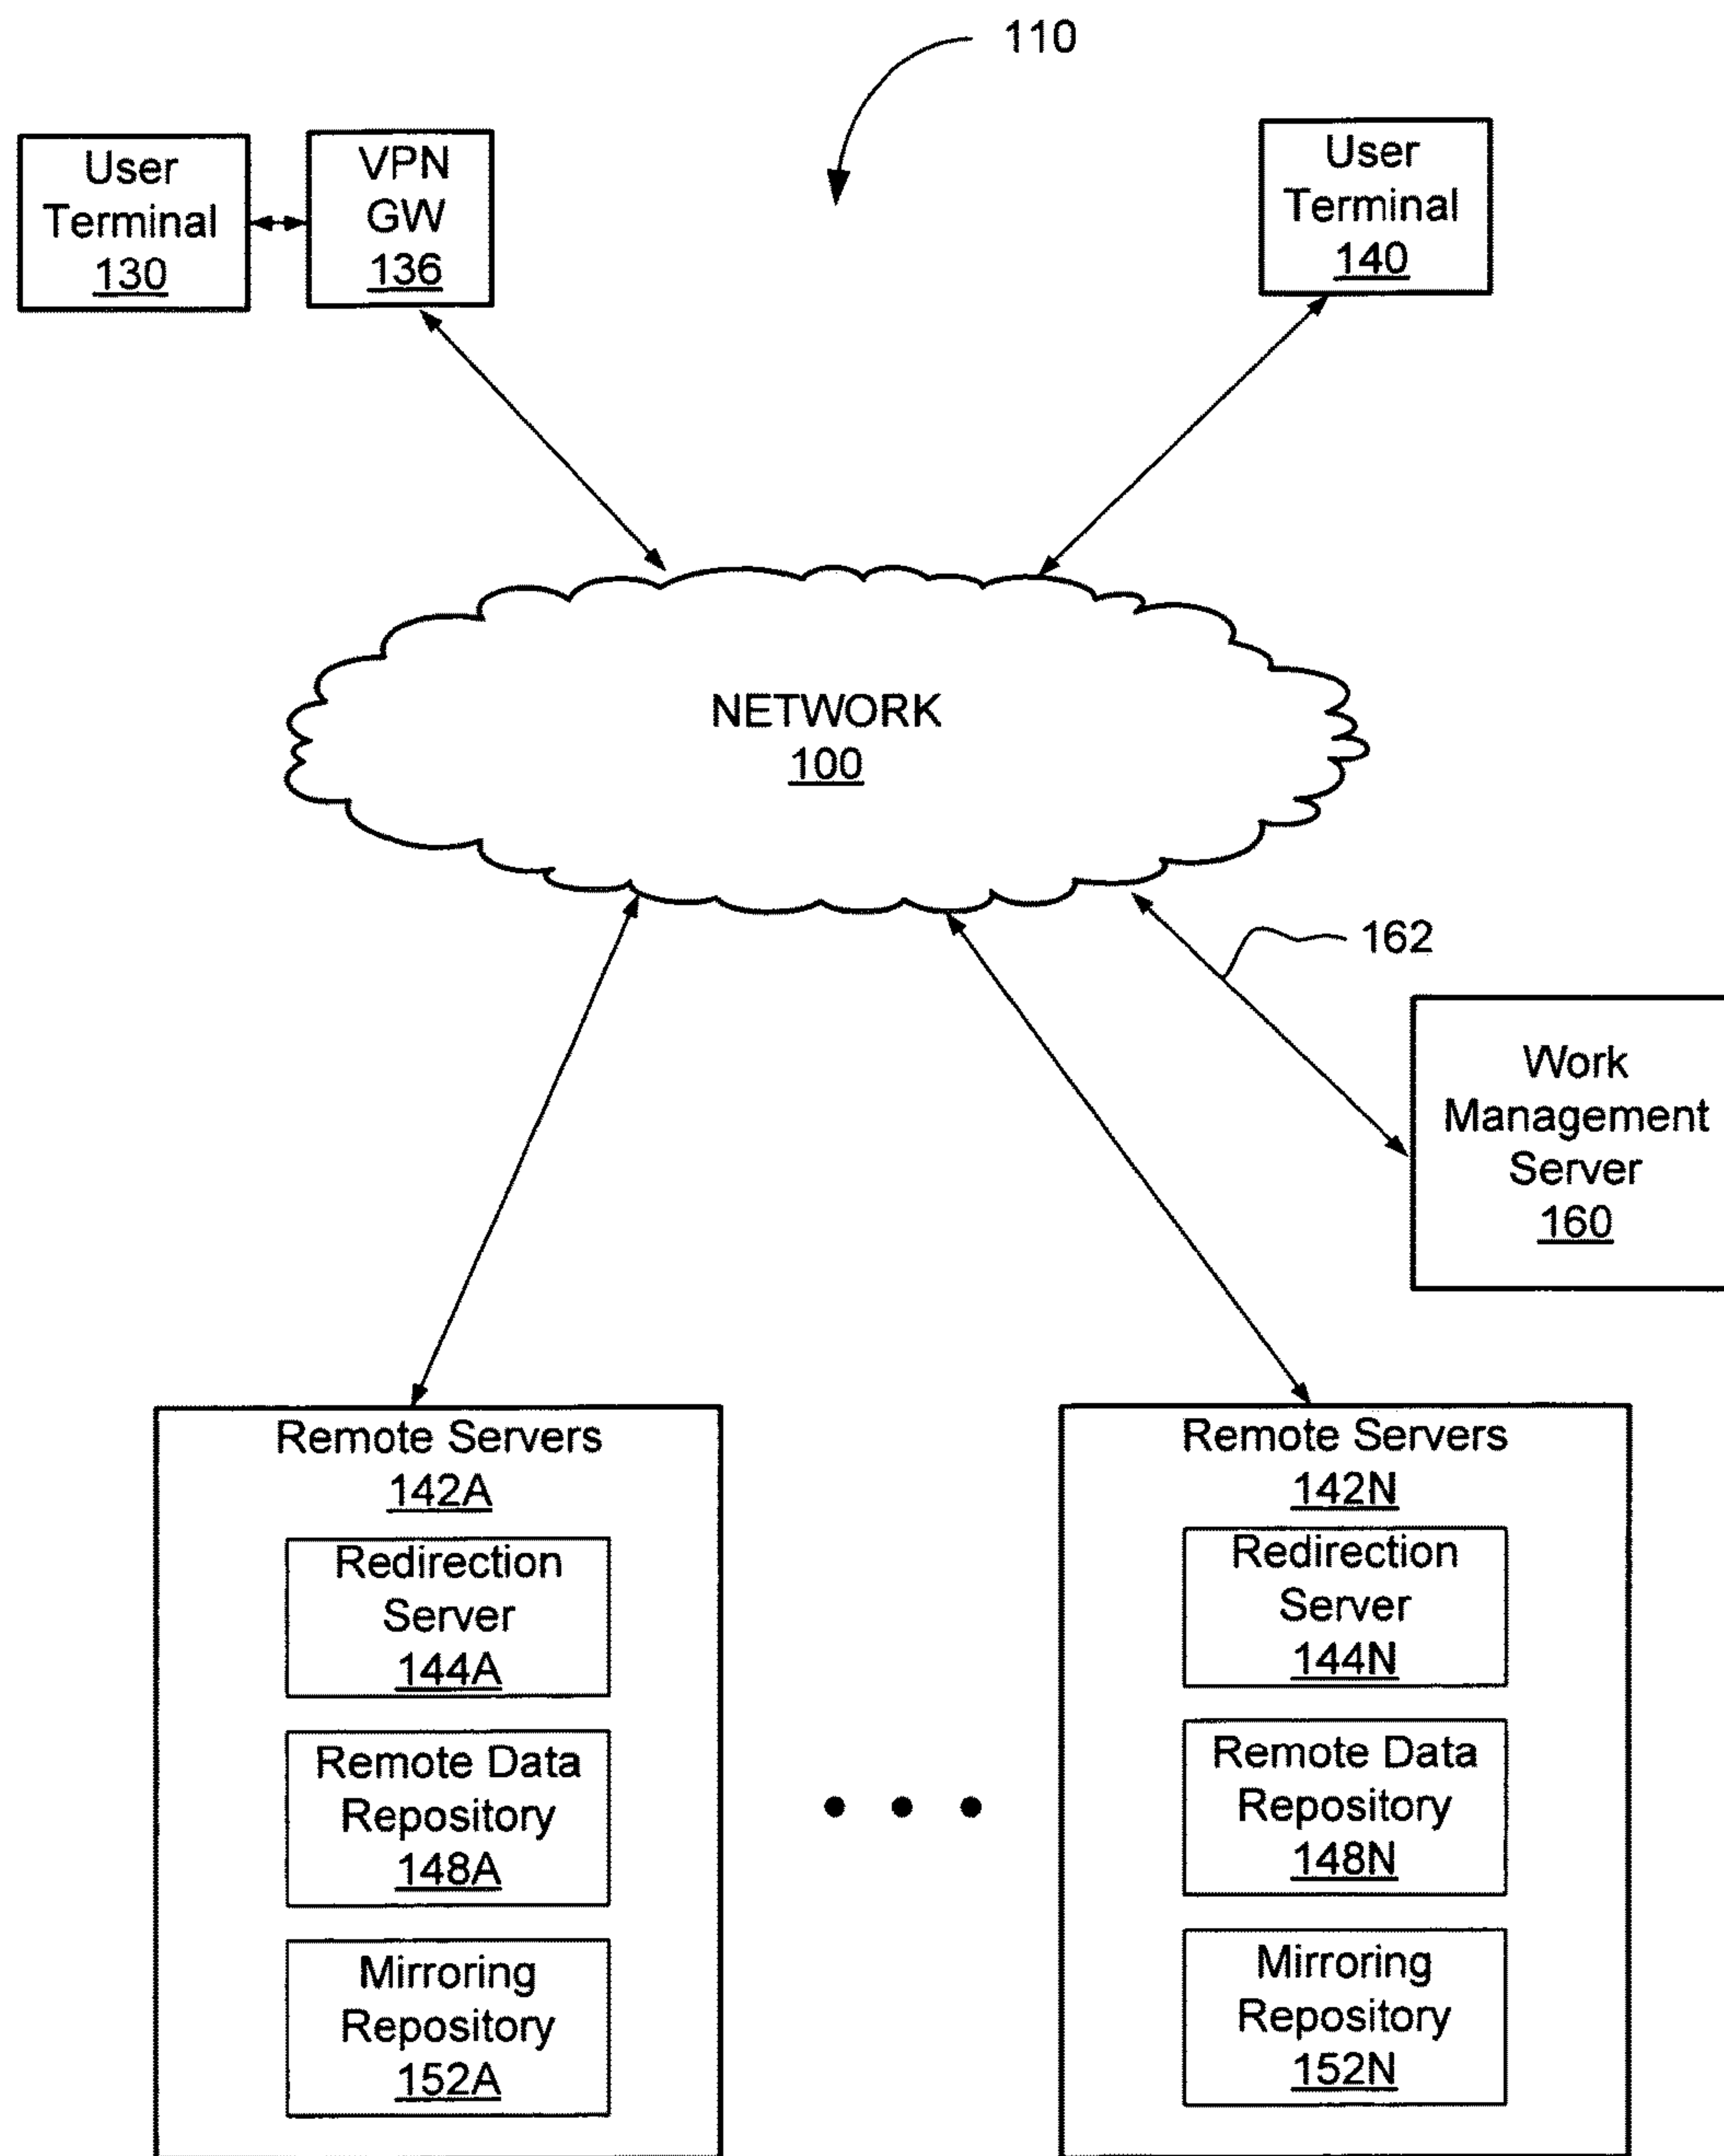 110
User
Terminal
130
VPN
GW
136
User
Terminal
140
NETWORK
100
162
Work
Management
Server
160
Remote Servers
142A
Redirection
Server
144A
Remote Data
Repository
148A
Mirroring
Repository
152A
Remote Servers
142N
Redirection
Server
144N
Remote Data
Repository
148N
Mirroring
Repository
152N